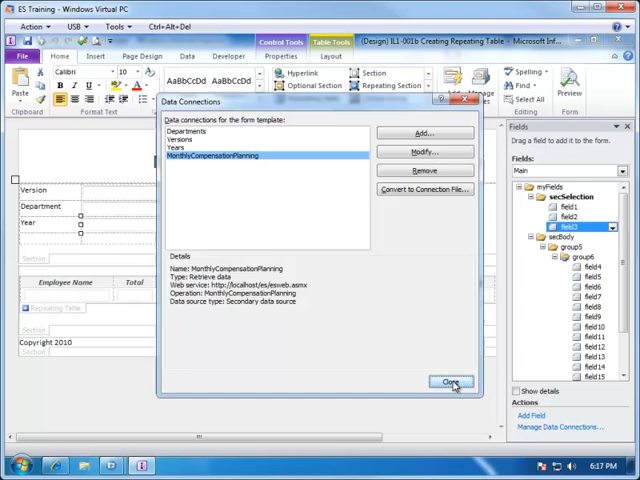 ES Training - Windows Virtual PC
Action USB Tools Ctrl+Alt+Del
Control Tools Table Tools (Design) IL1-001b Creating Repeating Table - Microsoft InfoPath
File Home Insert Page Design Data Developer Properties Layout
Paste
Clipboard
Calibri 10
AaBbCcDd AaBbCcDd
Hyperlink
Optional Section
Section
Repeating Section
Spelling
Find
Select All
Preview
Form
Data Connections
Data connections for the form template:
Departments
Versions
Years
MonthlyCompensationPlanning
Add...
Modify...
Remove
Convert to Connection File...
Details
Name: MonthlyCompensationPlanning
Type: Retrieve data
Web service: http://localhost/es/esweb.asmx
Operation: MonthlyCompensationPlanning
Data source type: Secondary data source
Close
Version
Department
Year
Section
Employee Name Total
Repeating Table
Section
Copyright 2010
Fields
Drag a field to add it to the form.
Fields:
Main
myFields
secSelection
field1
field2
field3
secBody
group5
group6
field4
field5
field6
field7
field8
field9
field10
field11
field12
field13
field14
field15
Show details
Actions
Add Field
Manage Data Connections...
6:17 PM